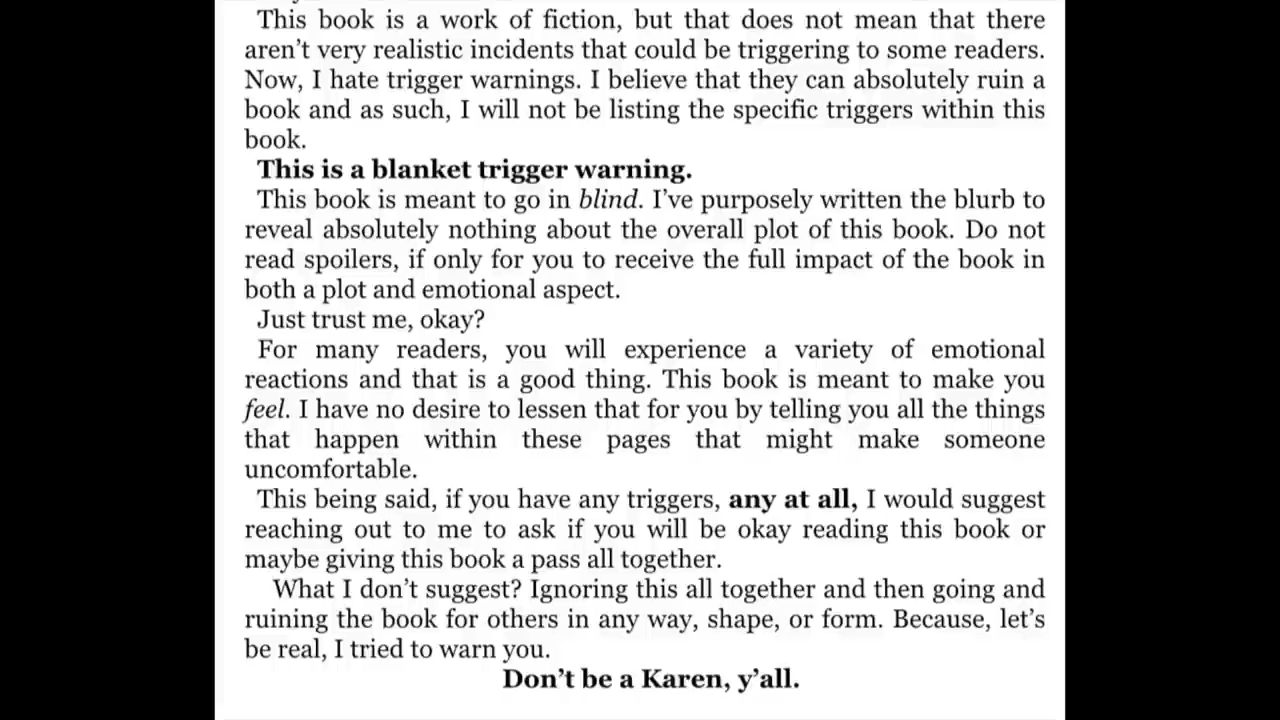 This book is a work of fiction, but that does not mean that there
aren't very realistic incidents that could be triggering to some readers.
Now, I hate trigger warnings. I believe that they can absolutely ruin a
book and as such, I will not be listing the specific triggers within this
book.
This is a blanket trigger warning.
This book is meant to go in blind. I've purposely written the blurb to
reveal absolutely nothing about the overall plot of this book. Do not
read spoilers, if only for you to receive the full impact of the book in
both a plot and emotional aspect.
Just trust me, okay?
For many readers, you will experience a variety of emotional
reactions and that is a good thing. This book is meant to make you
feel. I have no desire to lessen that for you by telling you all the things
that happen within these pages that might make someone
uncomfortable.
This being said, if you have any triggers, any at all, I would suggest
reaching out to me to ask if you will be okay reading this book or
maybe giving this book a pass all together.
What I don't suggest? Ignoring this all together and then going and
ruining the book for others in any way, shape, or form. Because, let's
be real, I tried to warn you.
Don't be a Karen, y'all.